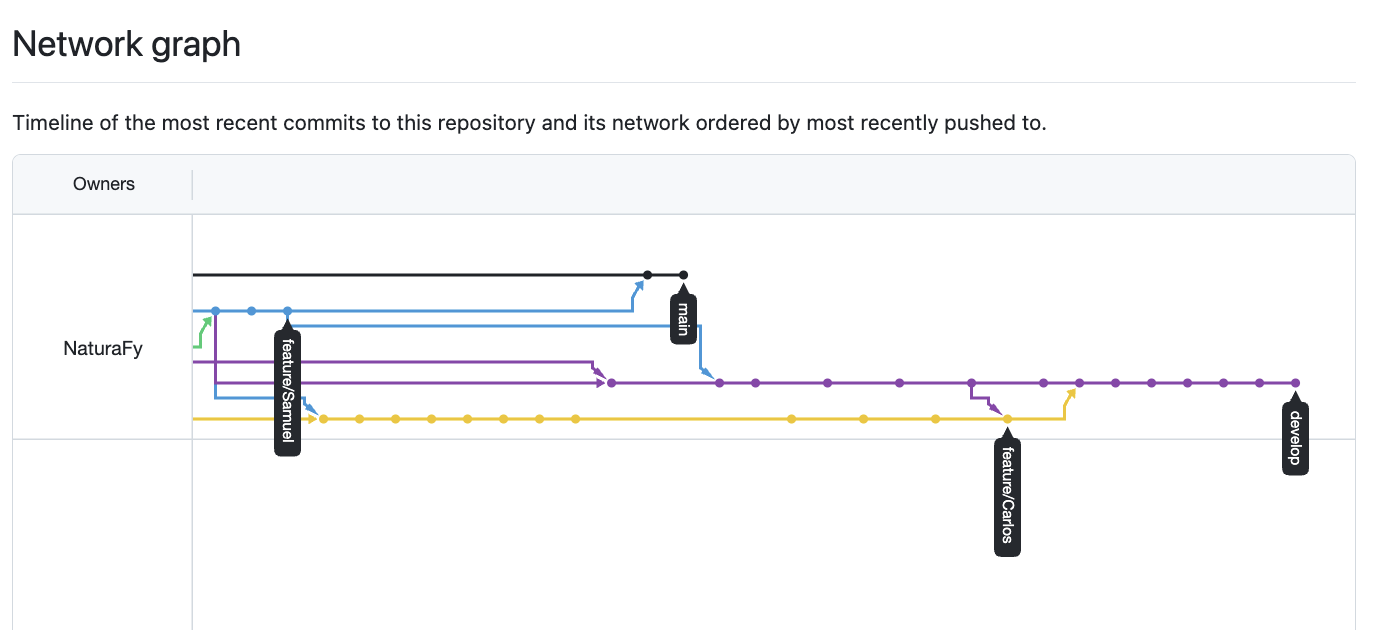 Network graph
Timeline of the most recent commits to this repository and its network ordered by most recently pushed to.
Owners
NaturaFy
main
feature/Samuel
develop
feature/Carlos